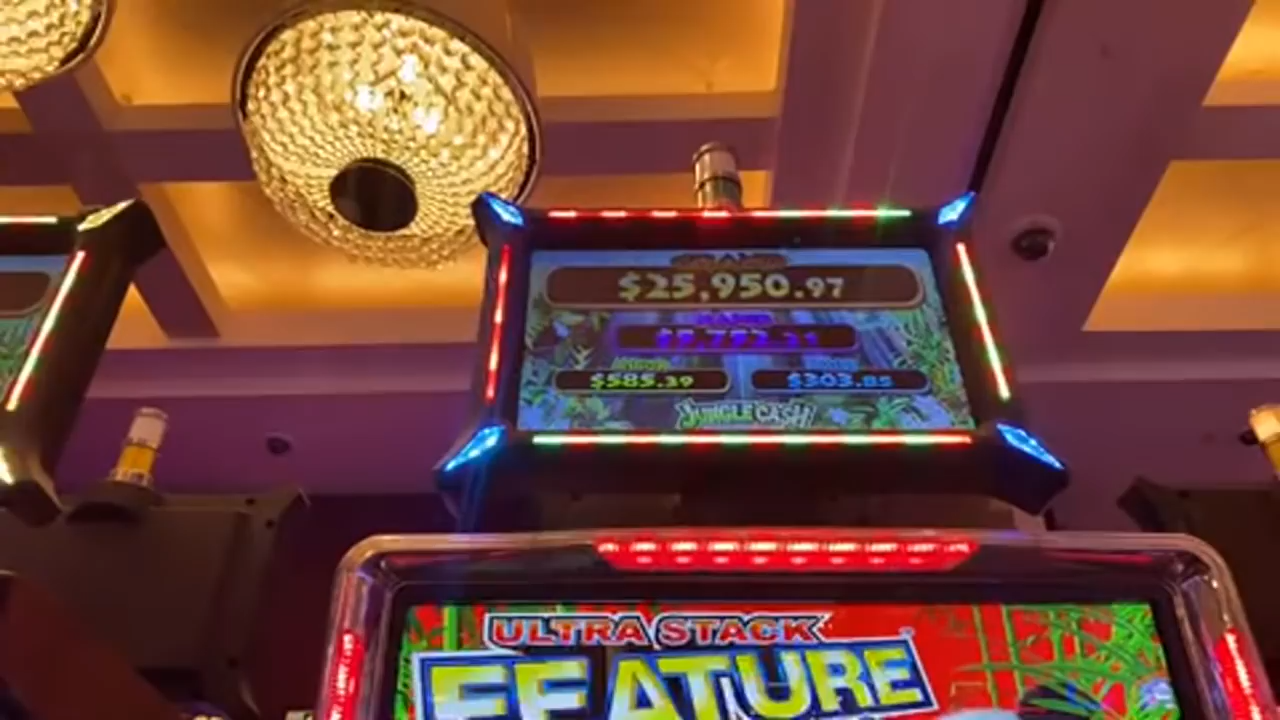 GRAND
$25,950.97
$585.39
$303.85
JUNGLE CASH
ULTRA STACK
FEATURE